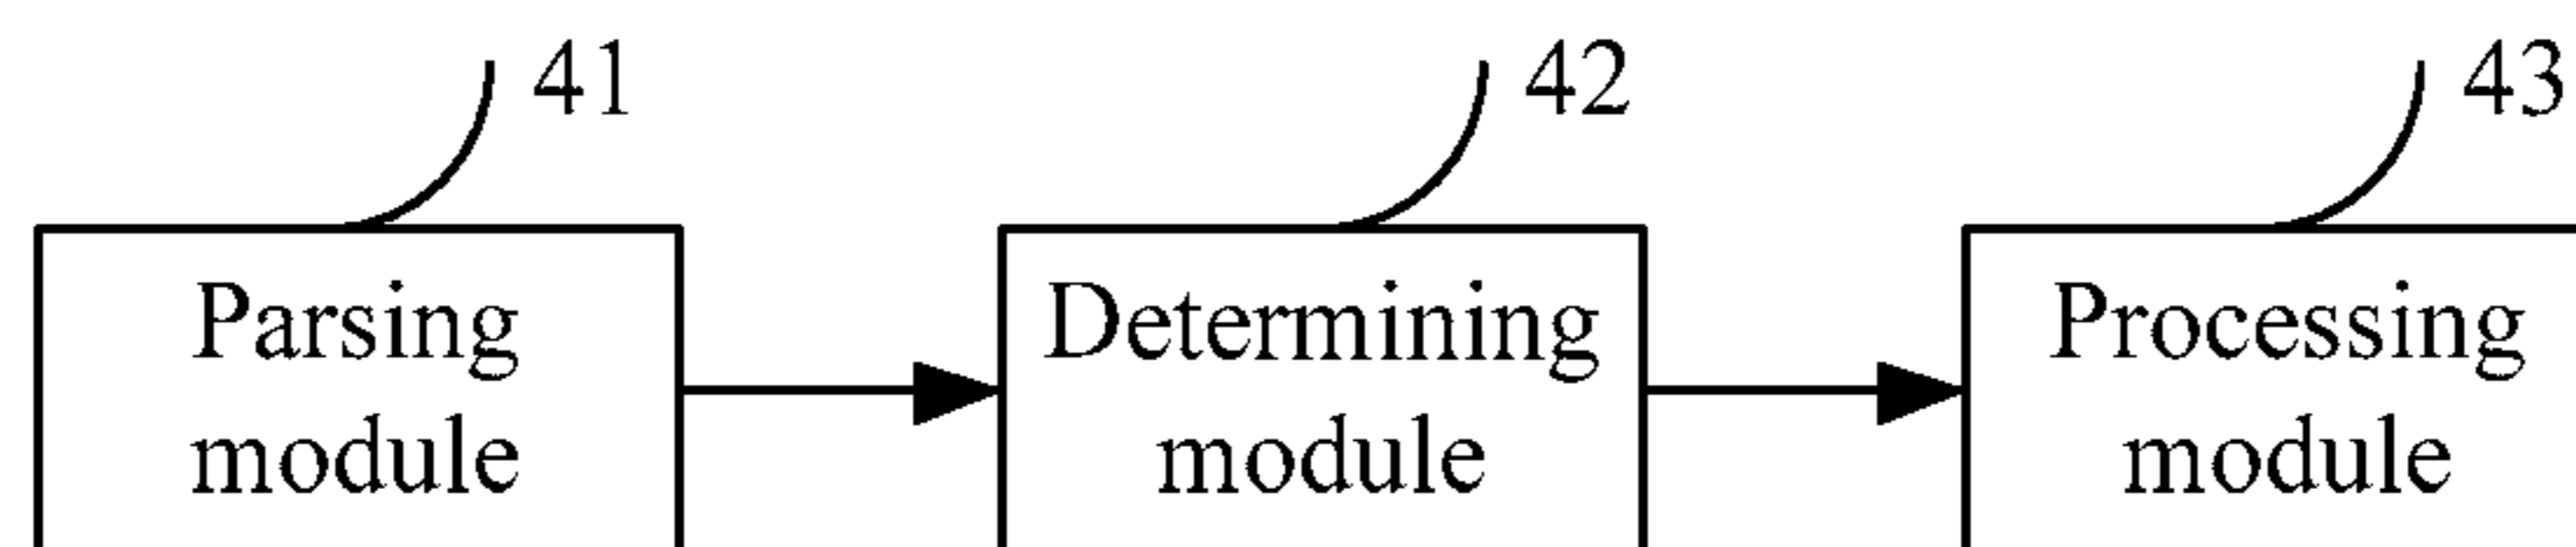 41
42
43
Parsing
module
Determining
module
Processing
module